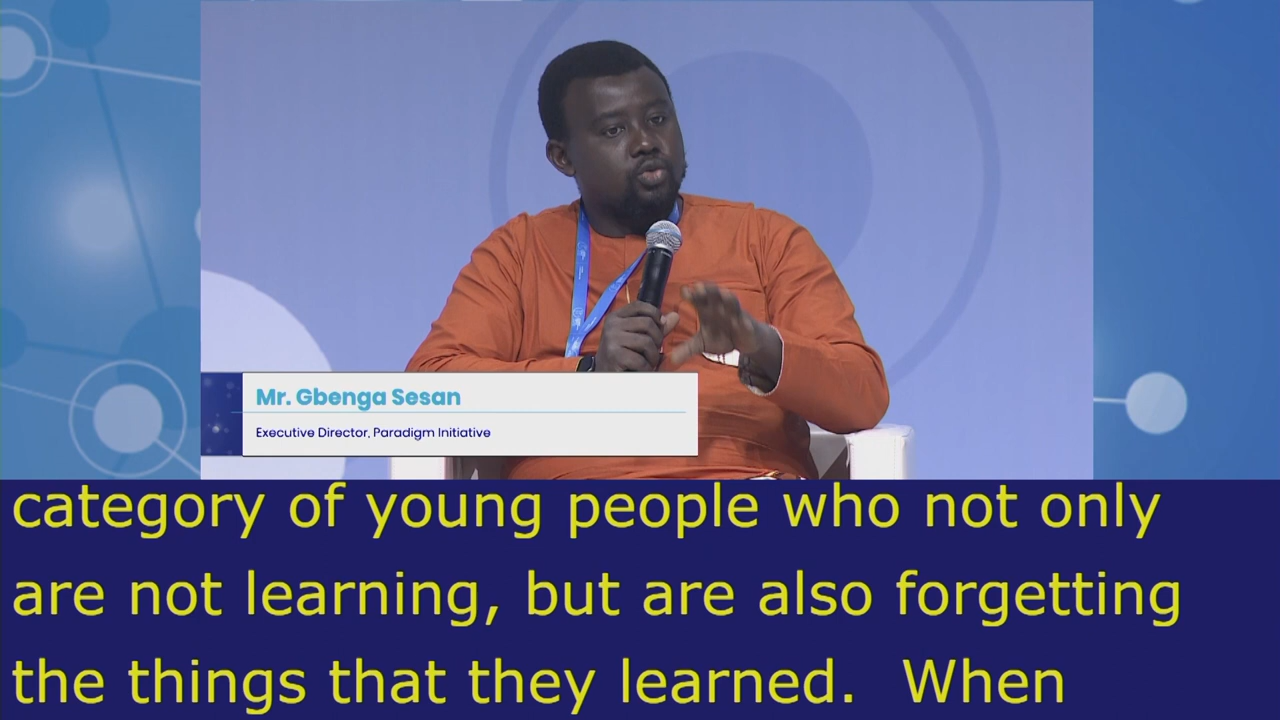 Mr. Gbenga Sesan
Executive Director, Paradigm Initiative
category of young people who not only
are not learning, but are also forgetting
the things that they learned.  When